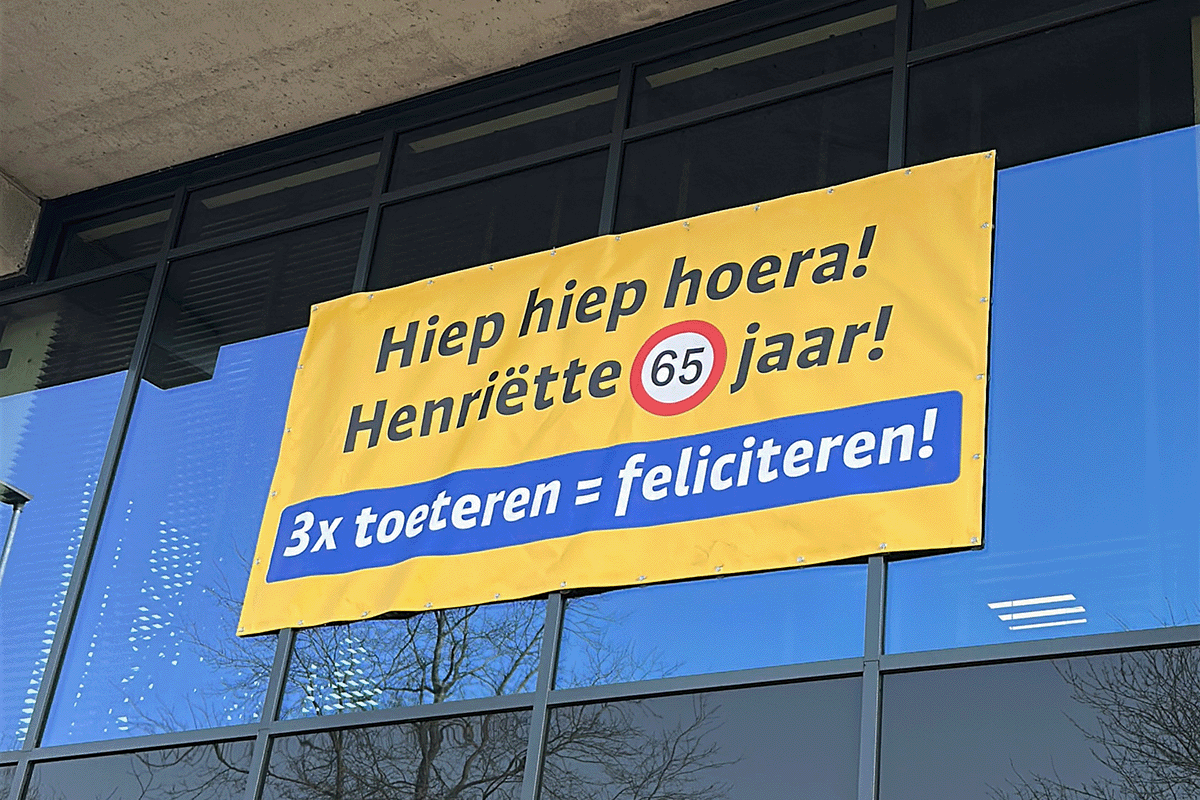 Hiep hiep hoera!
Henriëtte 65 jaar!
3x toeteren = feliciteren!